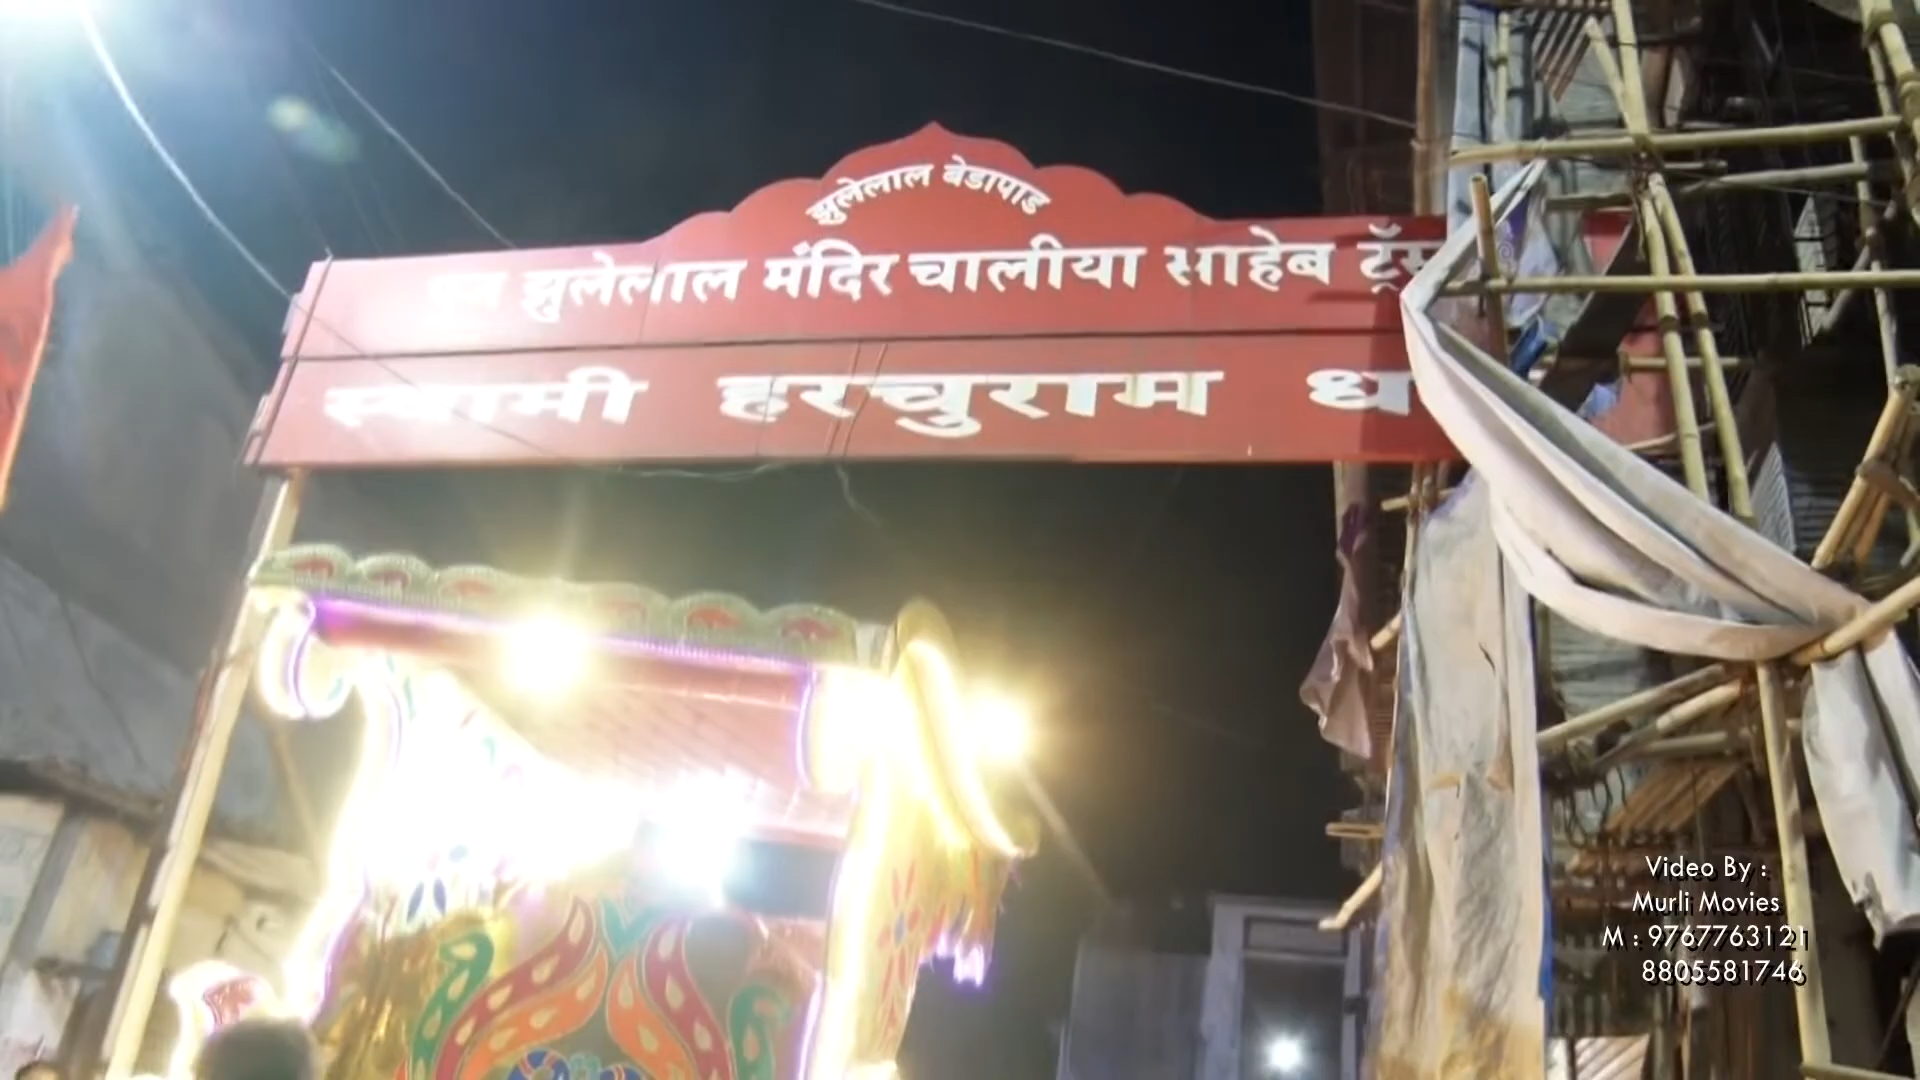 झुलेलाल बेडापाड
झुलेलाल मंदिर चालीया साहेब
स्वामी हरचुराम
Video By :
Murli Movies
M : 9767763121
8805581746